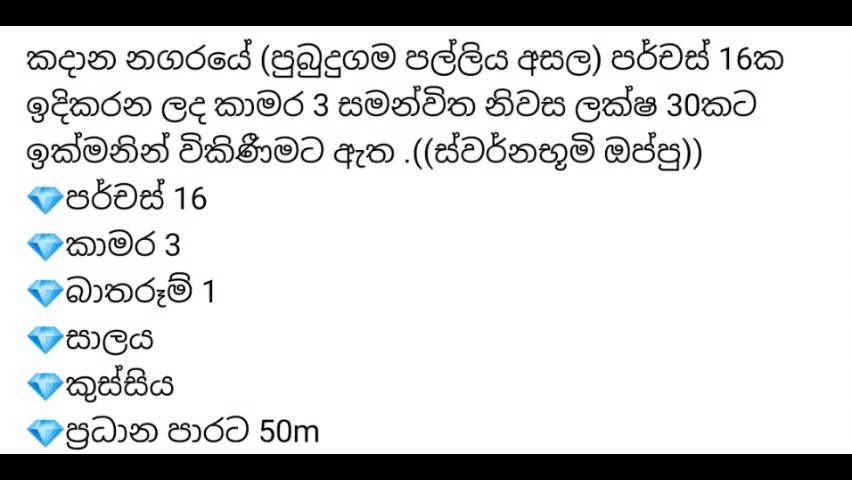 කදාන නගරයේ (පුබුදුගම පල්ලිය අසල) පර්චස් 16ක
ඉදිකරන ලද කාමර 3 සමන්විත නිවස ලක්ෂ 30කට
ඉක්මනින් විකිණීමට ඇත .((ස්වර්නභූමි ඔප්පු))
💎පර්චස් 16
💎කාමර 3
💎බාතරූම් 1
💎සාලය
💎කුස්සිය
💎ප්‍රධාන පාරට 50m